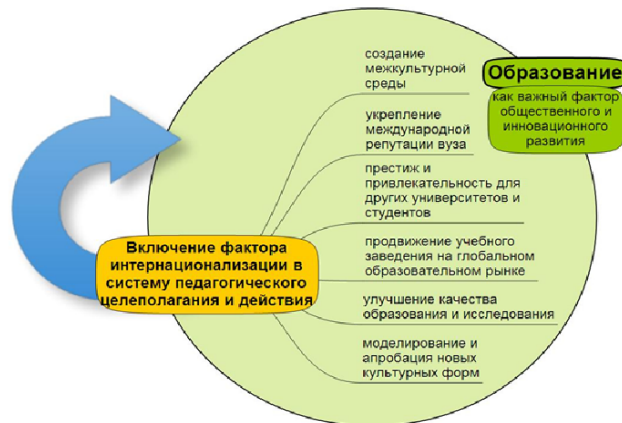 создание
межкультурной
среды
Образование
как важный фактор
общественного и
инновационного
развития
укрепление
международной
репутации вуза
престиж и
привлекательность для
других университетов и
студентов
Включение фактора
интернационализации в
систему педагогического
целеполагания и действия
продвижение учебного
заведения на глобальном
образовательном рынке
улучшение качества
образования и исследования
моделирование и
апробация новых
культурных форм